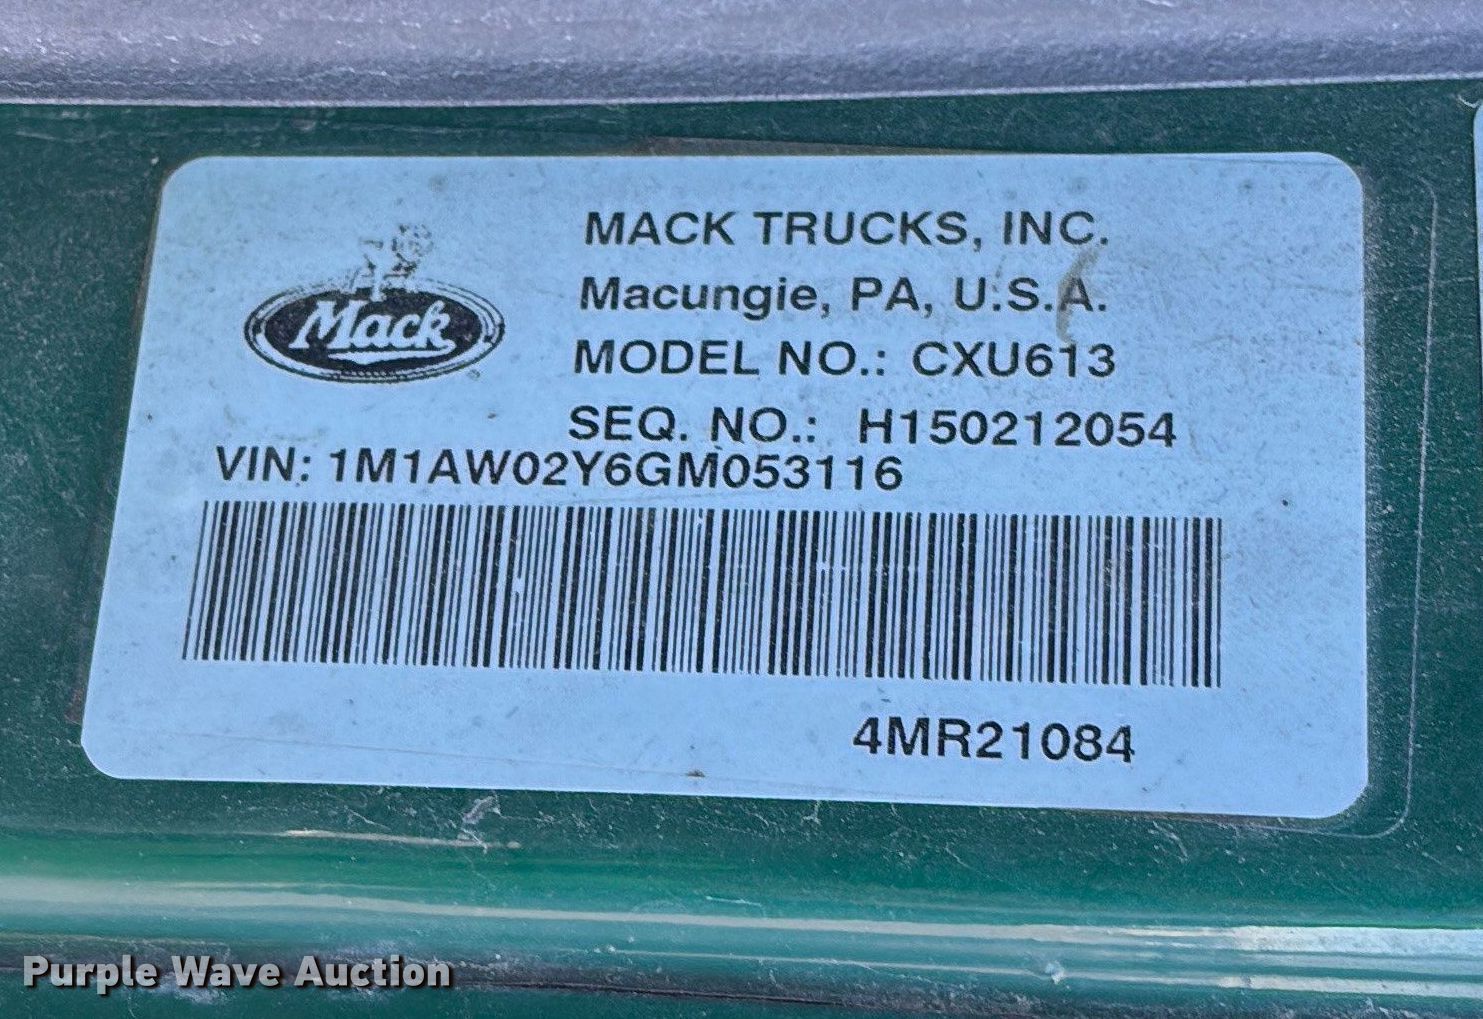 MACK TRUCKS, INC.
Macungie, PA, U.S.A.
Mack
MODEL NO.: CXU613
SEQ. NO.: H150212054
VIN: 1M1AW02Y6GM053116
4MR21084
Purple Wave Auction